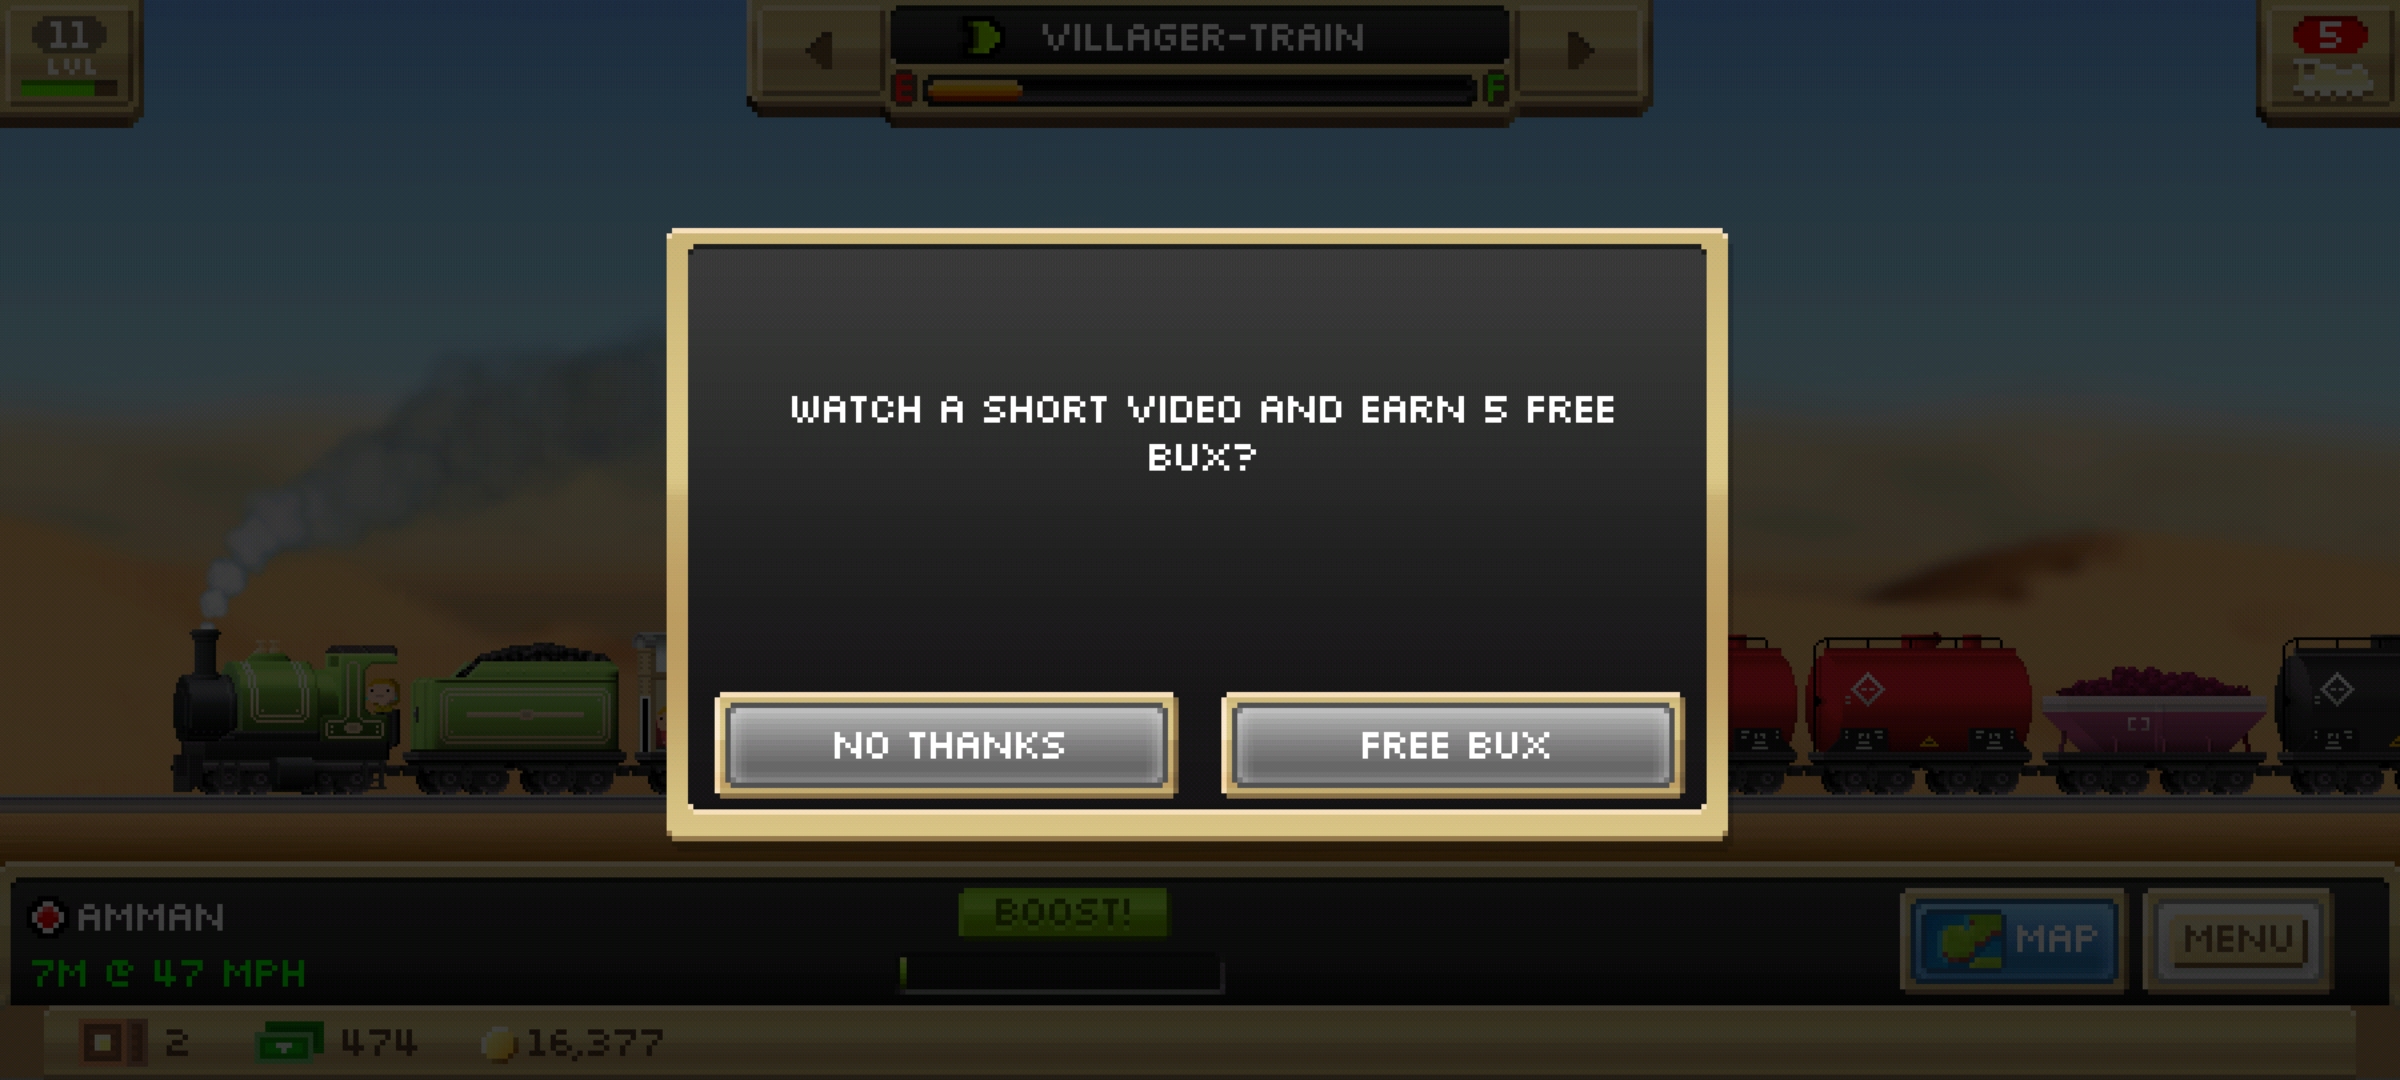 11
LVL
VILLAGER-TRAIN
E
F
5
WATCH A SHORT VIDEO AND EARN 5 FREE
BUX?
NO THANKS
FREE BUX
AMMAN
7M @ 47 MPH
BOOST!
MAP
MENU
2
474
16,377